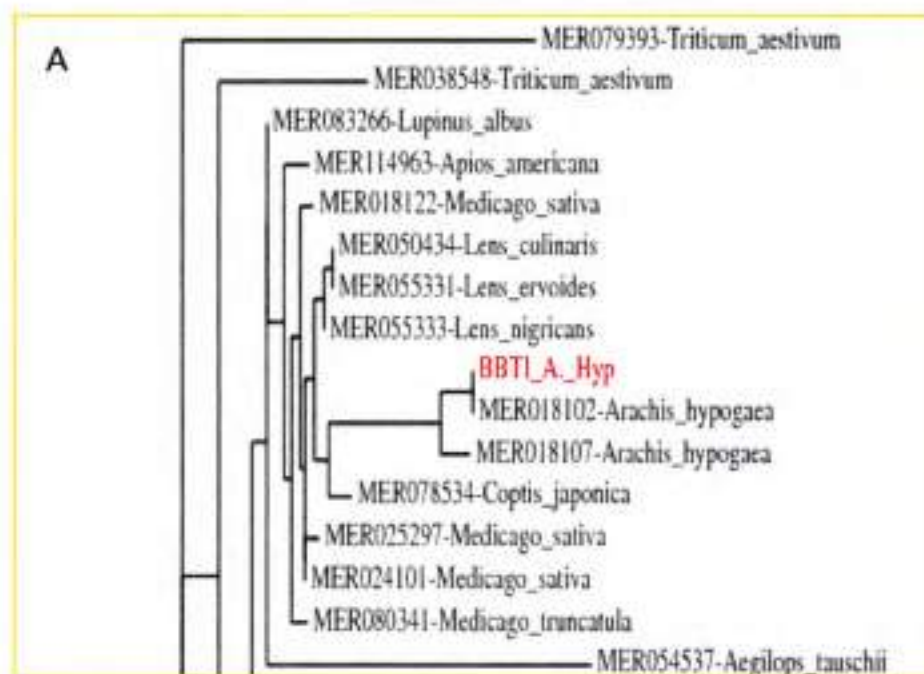 A
MER079393-Triticum_aestivum
MER038548-Triticum_aestivum
MER083266-Lupinus_albus
MER114963-Apios_americana
MER018122-Medicago_sativa
MER050434-Lens_culinaris
MER055331-Lens_ervoides
MER055333-Lens_nigricans
BBTI_A._Hyp
MER018102-Arachis_hypogaea
MER018107-Arachis_hypogaea
MER078534-Coptis_japonica
MER025297-Medicago_sativa
MER024101-Medicago_sativa
MER080341-Medicago_truncatula
MER054537-Aegilops_tauschii